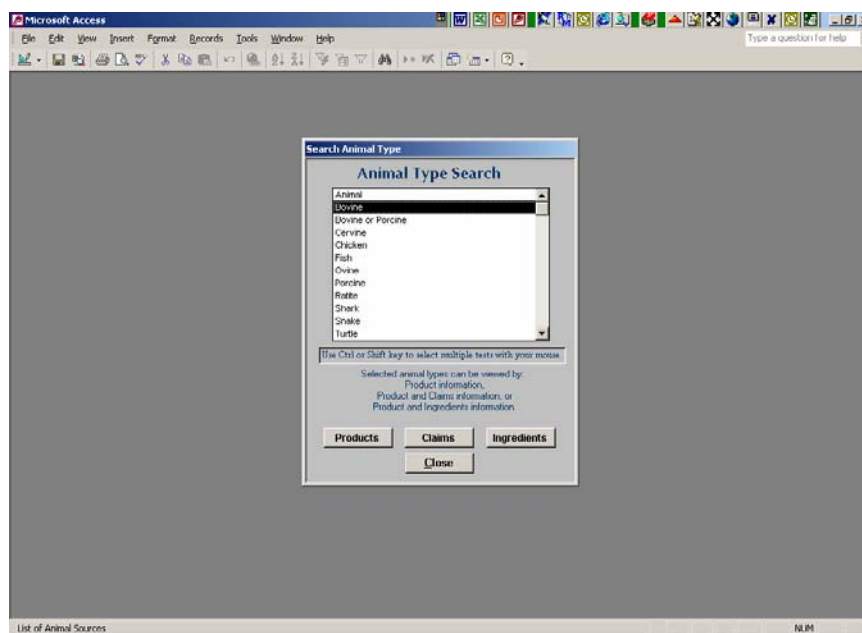 Microsoft Access
File Edit View Insert Format Records Tools Window Help
Type a question for help
Search Animal Type
Animal Type Search
Animal
Bovine
Bovine or Porcine
Cervine
Chicken
Fish
Ovine
Porcine
Ratite
Shark
Snake
Turtle
Use Ctrl or Shift key to select multiple tests with your mouse.
Selected animal types can be viewed by:
Product information,
Product and Claims information, or
Product and Ingredients information.
Products Claims Ingredients
Close
List of Animal Sources NUM